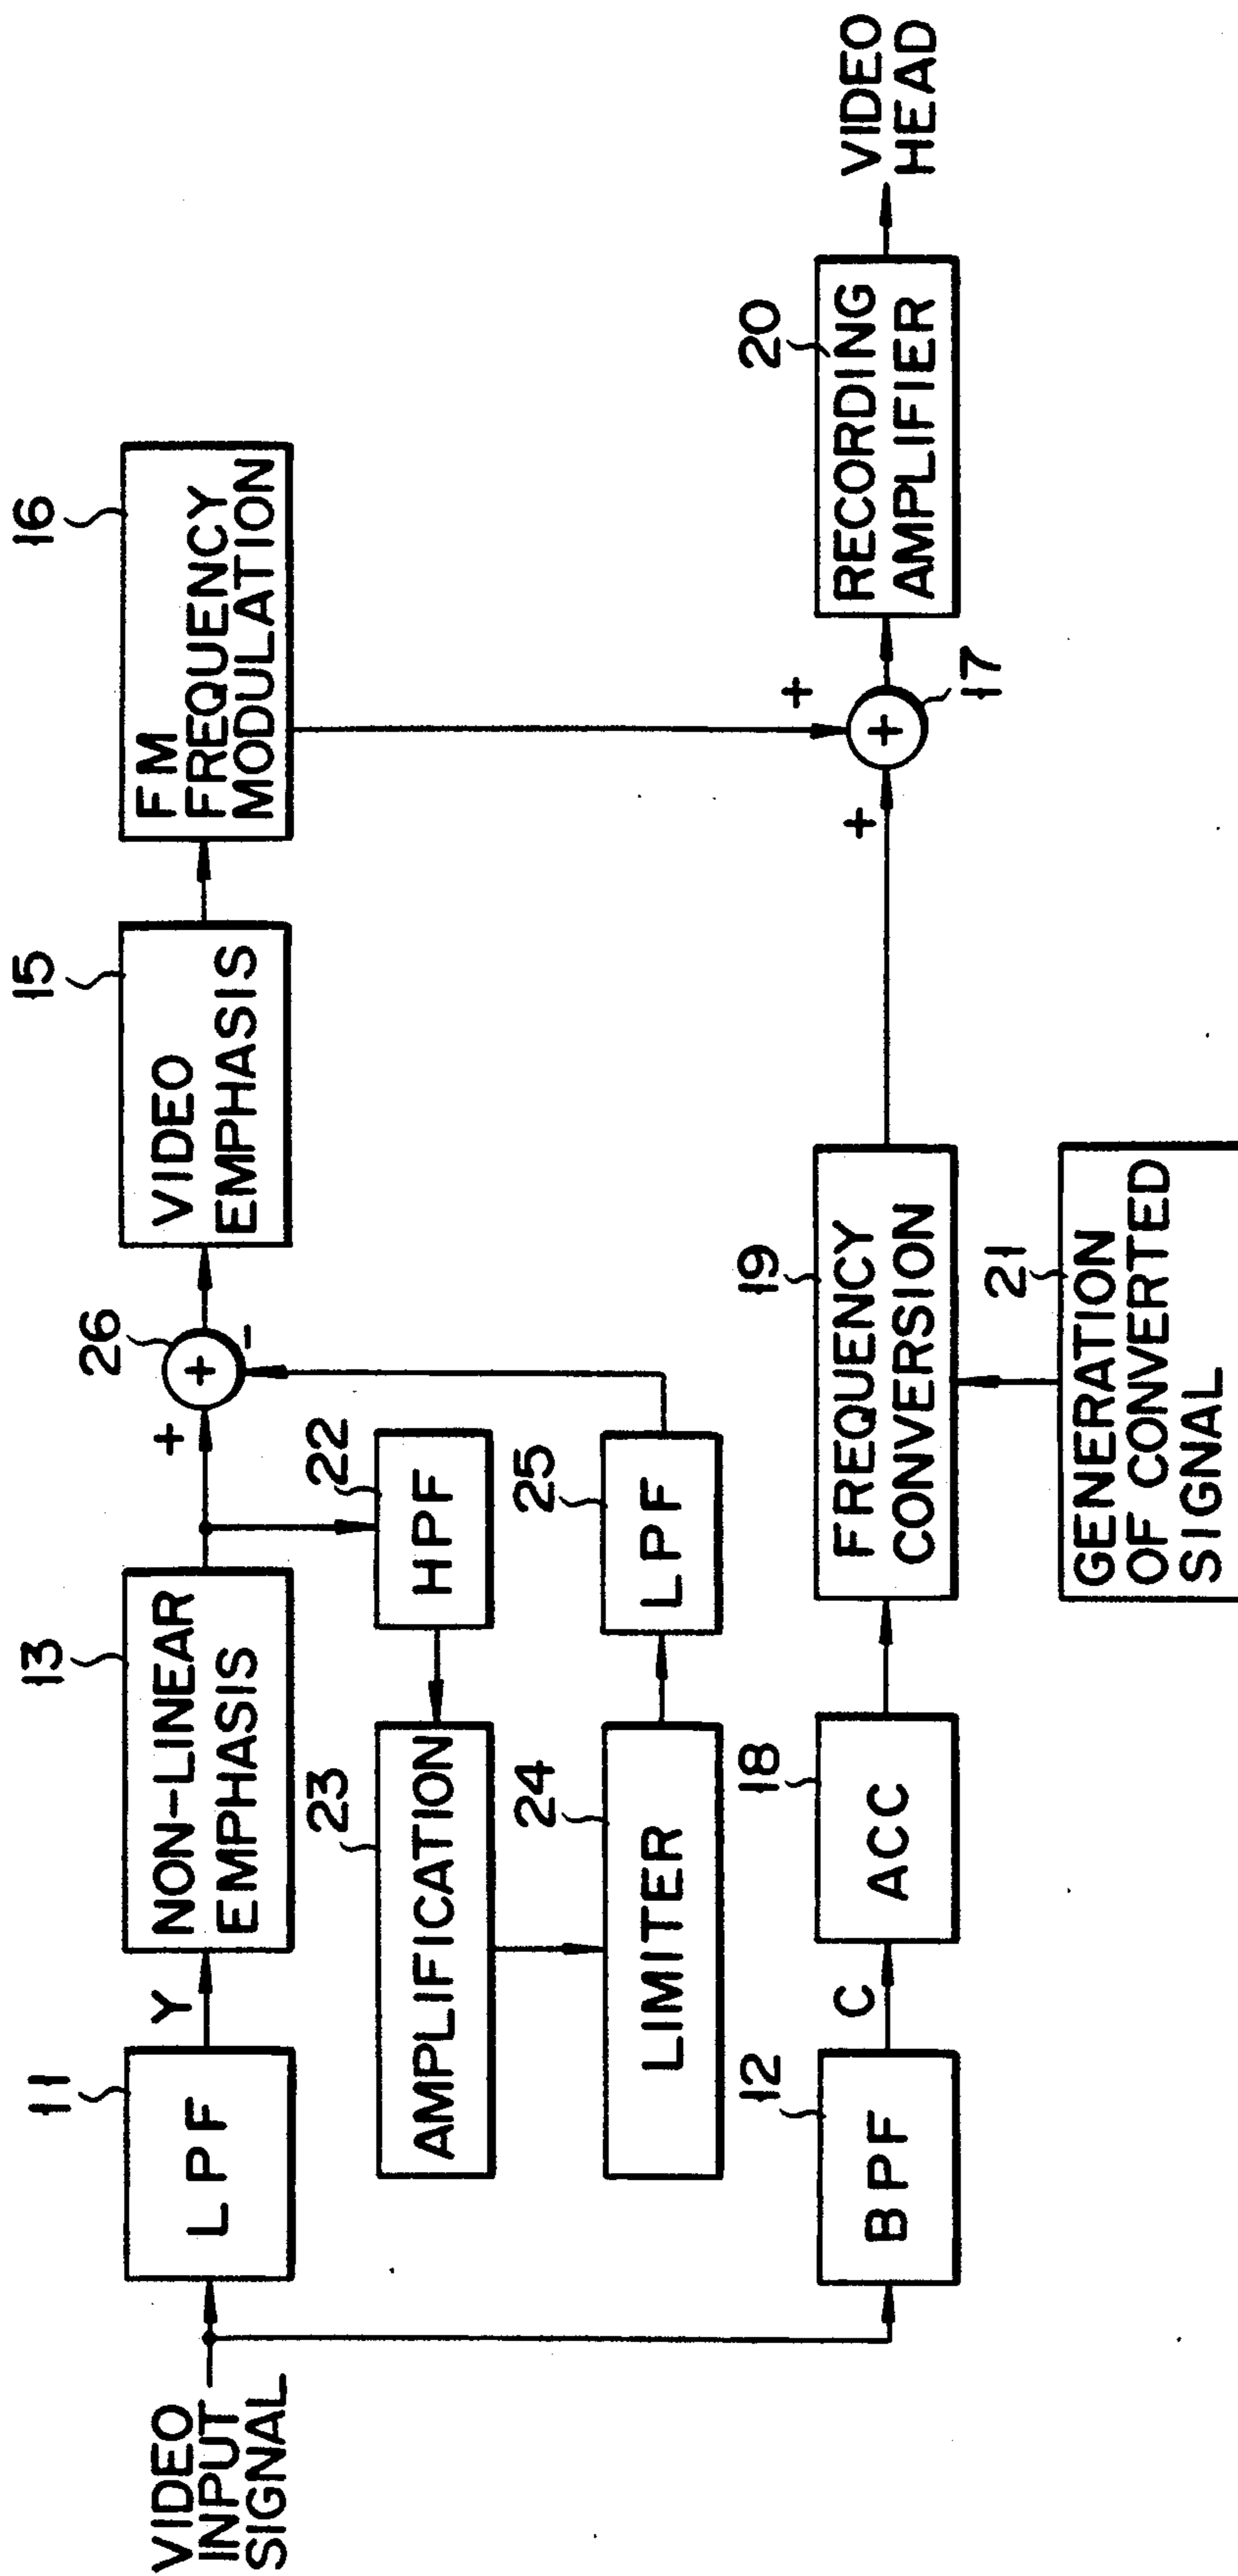 VIDEO
INPUT
SIGNAL
11
LPF
Y
13
NON-LINEAR
EMPHASIS
+
26
+
-
15
VIDEO
EMPHASIS
16
FM
FREQUENCY
MODULATION
22
HPF
23
AMPLIFICATION
24
LIMITER
25
LPF
12
BPF
C
18
ACC
19
FREQUENCY
CONVERSION
21
GENERATION
OF CONVERTED
SIGNAL
+
+
+
17
20
RECORDING
AMPLIFIER
VIDEO
HEAD